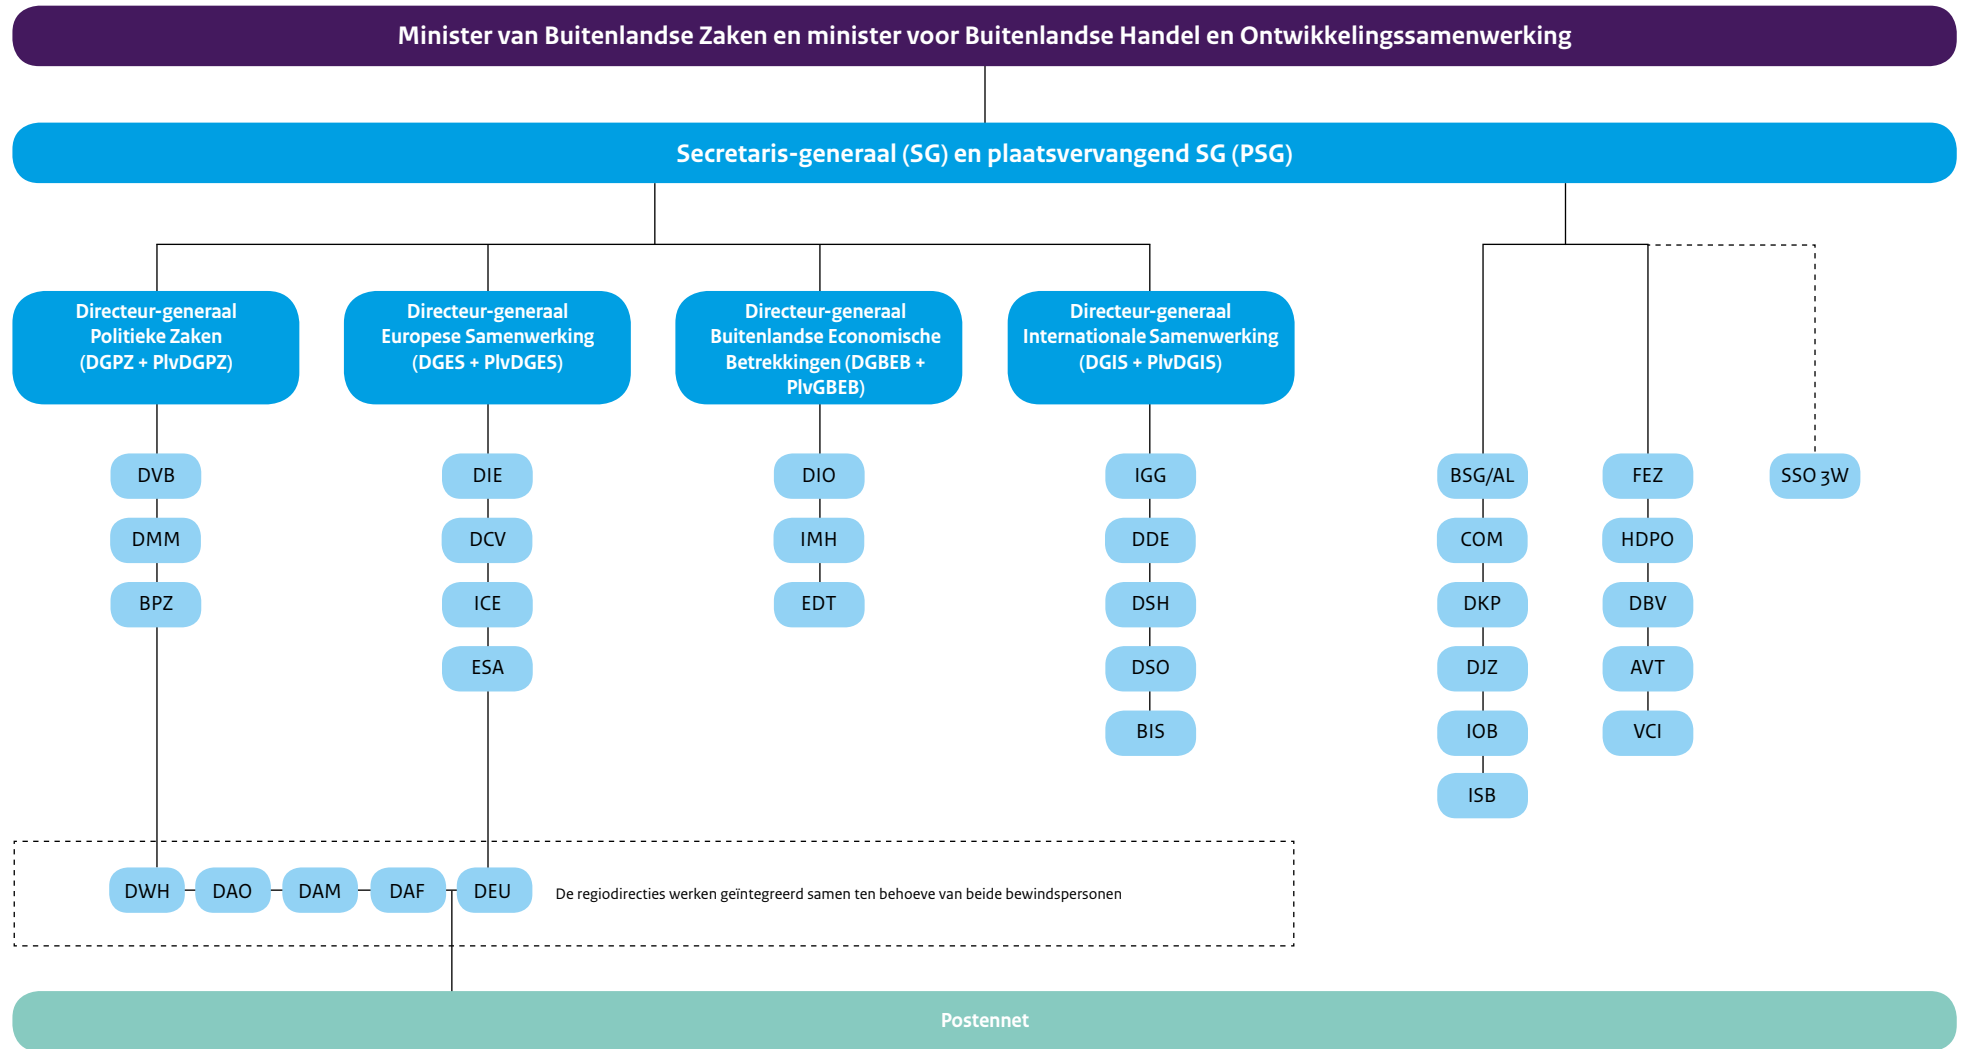 Minister van Buitenlandse Zaken en minister voor Buitenlandse Handel en Ontwikkelingssamenwerking
Secretaris-generaal (SG) en plaatsvervangend SG (PSG)
Directeur-generaal
Politieke Zaken
(DGPZ + PlvDGPZ)
Directeur-generaal
Europese Samenwerking
(DGES + PlvDGES)
Directeur-generaal
Buitenlandse Economische
Betrekkingen (DGBEB +
PlvGBEB)
Directeur-generaal
Internationale Samenwerking
(DGIS + PlvDGIS)
DVB
DMM
BPZ
DIE
DCV
ICE
ESA
DIO
IMH
EDT
IGG
DDE
DSH
DSO
BIS
BSG/AL
COM
DKP
DJZ
IOB
ISB
FEZ
HDPO
DBV
AVT
VCI
SSO 3W
DWH
DAO
DAM
DAF
DEU
De regiodirecties werken geïntegreerd samen ten behoeve van beide bewindspersonen
Postennet